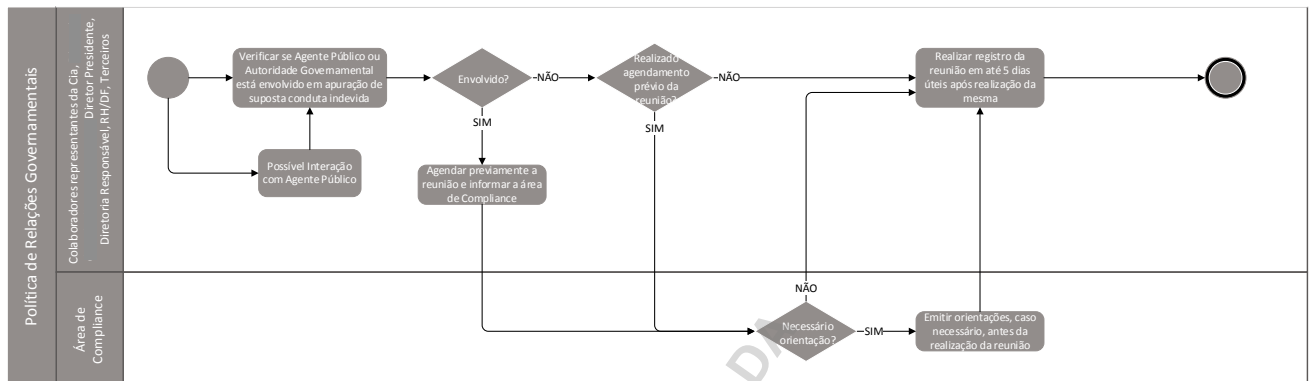 Política de Relações Governamentais
Colaboradores representantes da Cia,
Diretor Presidente,
Diretoria Responsável, RH/DF, Terceiros
Verificar se Agente Público ou
Autoridade Governamental
está envolvido em apuração de
suposta conduta indevida
Possível Interação
com Agente Público
Envolvido?
NÃO
SIM
Agendar previamente a
reunião e informar a área
de Compliance
Realizado
agendamento
prévio da
reunião?
NÃO
SIM
Realizar registro da
reunião em até 5 dias
úteis após realização da
mesma
Área de
Compliance
NÃO
Necessário
orientação?
SIM
Emitir orientações, caso
necessário, antes da
realização da reunião